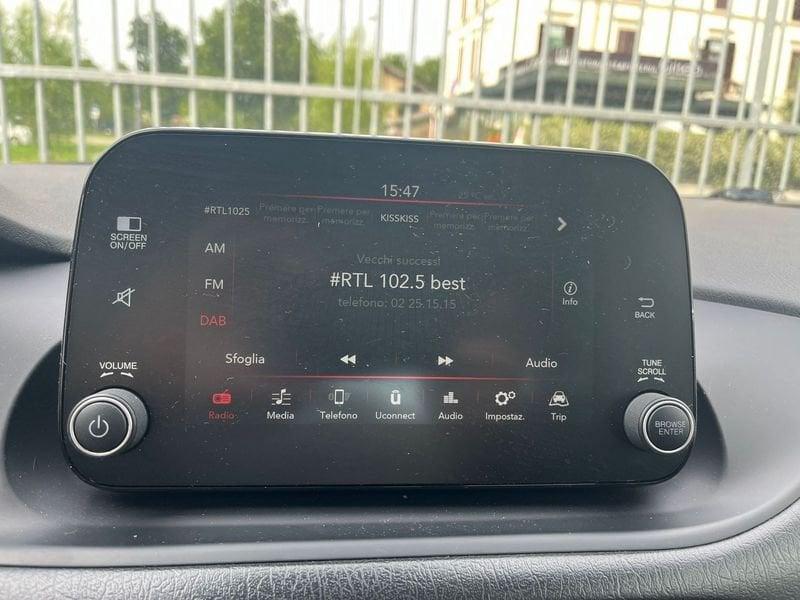 15:47
#RTL1025
Premere per memorizz.
Premere per memorizz.
KISSKISS
Premere per memorizz.
Premere per memorizz.
SCREEN
ON/OFF
AM
FM
DAB
Vecchi successi
#RTL 102.5 best
telefono: 02 25.15.15
Info
BACK
Sfoglia
Audio
VOLUME
TUNE
SCROLL
Radio
Media
Telefono
Uconnect
Audio
Impostaz.
Trip
BROWSE
ENTER